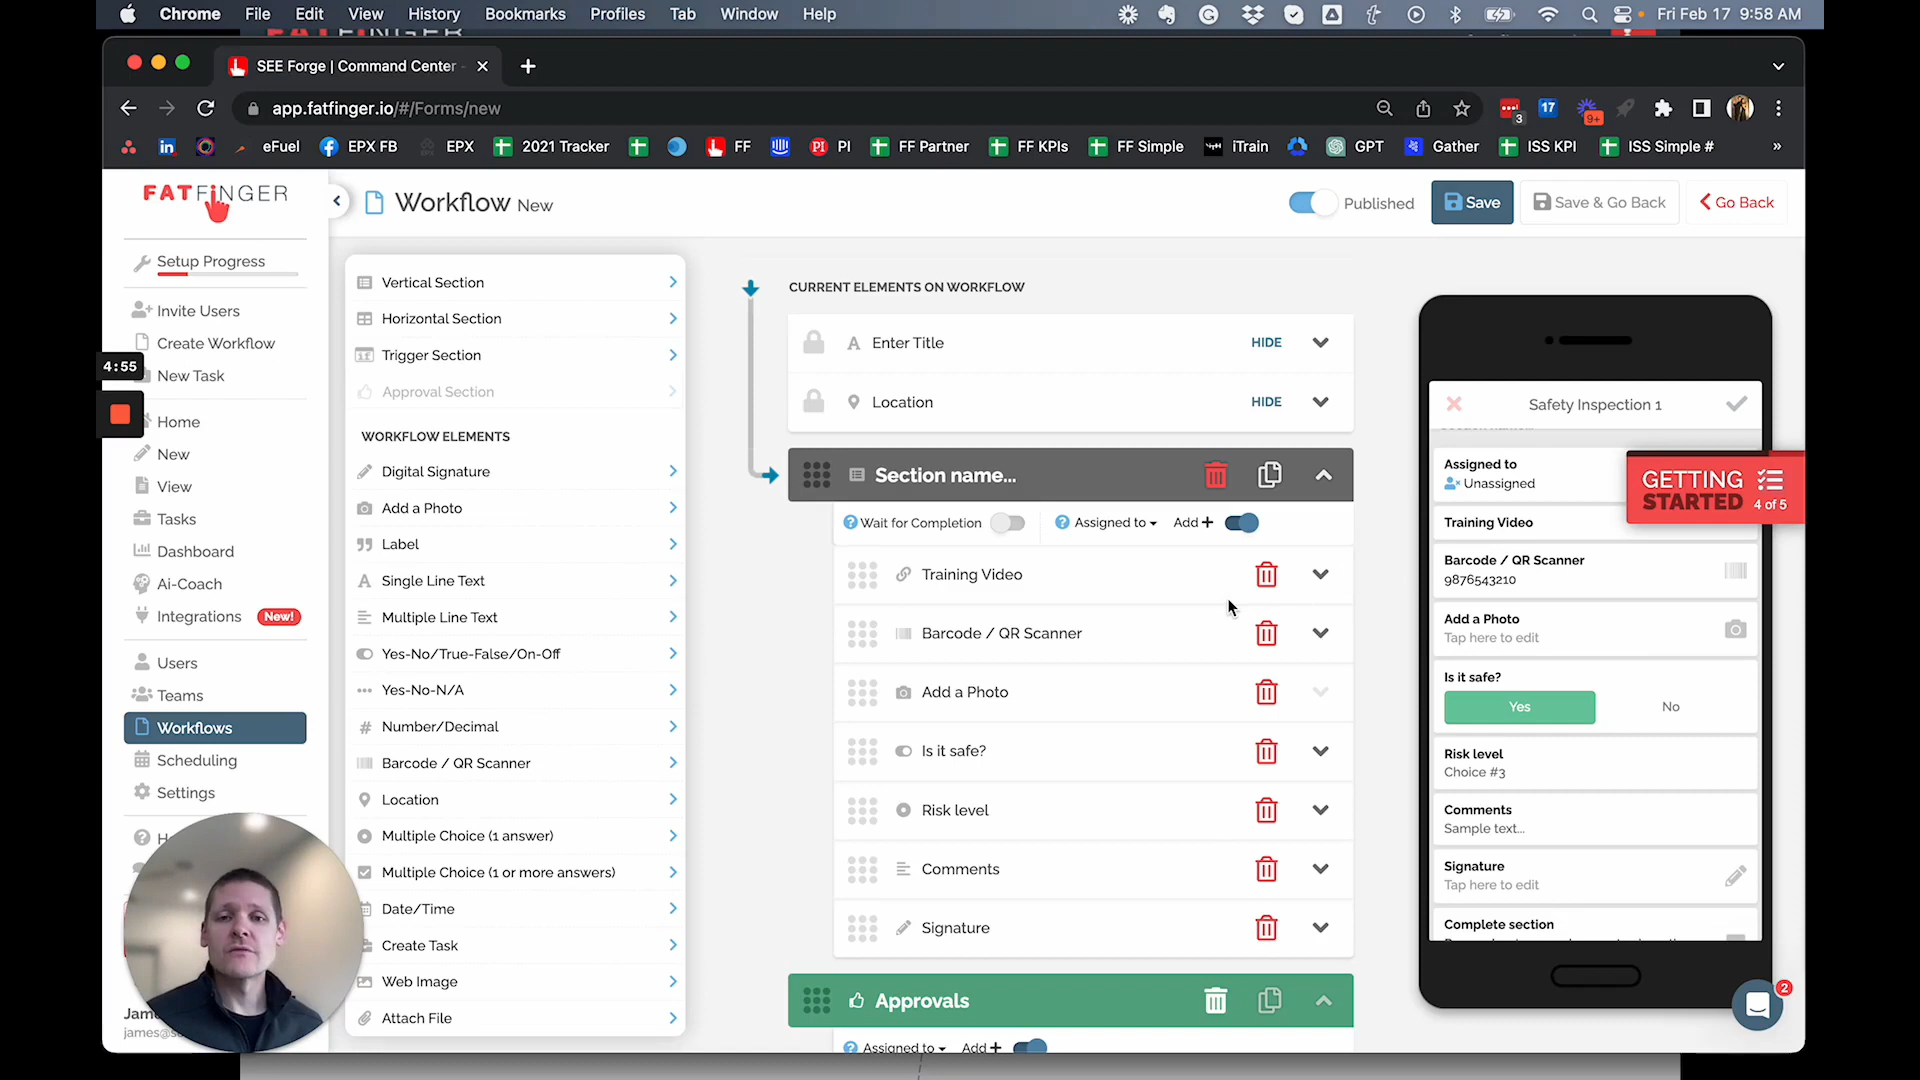 Chrome File Edit View History Bookmarks Profiles Tab Window Help Fri Feb 17 9:58 AM
SEE Forge | Command Center -
app.fatfinger.io/#/Forms/new
3 17 9+
eFuel EPX FB EPX 2021 Tracker FF PI PI FF Partner FF KPIs FF Simple iTrain GPT Gather ISS KPI ISS Simple # »
FATFINGER
Workflow New
Published
Save
Save & Go Back
Go Back
Setup Progress
Invite Users
Create Workflow
4:55
New Task
Home
New
View
Tasks
Dashboard
Ai-Coach
Integrations New!
Users
Teams
Workflows
Scheduling
Settings
james@s
Vertical Section
Horizontal Section
Trigger Section
Approval Section
WORKFLOW ELEMENTS
Digital Signature
Add a Photo
Label
Single Line Text
Multiple Line Text
Yes-No/True-False/On-Off
Yes-No-N/A
Number/Decimal
Barcode / QR Scanner
Location
Multiple Choice (1 answer)
Multiple Choice (1 or more answers)
Date/Time
Create Task
Web Image
Attach File
CURRENT ELEMENTS ON WORKFLOW
Enter Title HIDE
Location HIDE
Section name...
Wait for Completion Assigned to Add +
Training Video
Barcode / QR Scanner
Add a Photo
Is it safe?
Risk level
Comments
Signature
Approvals
Assigned to Add +
Safety Inspection 1
Assigned to
Unassigned
Training Video
Barcode / QR Scanner
9876543210
Add a Photo
Tap here to edit
Is it safe?
Yes No
Risk level
Choice #3
Comments
Sample text...
Signature
Tap here to edit
Complete section
GETTING
STARTED 4 of 5
2